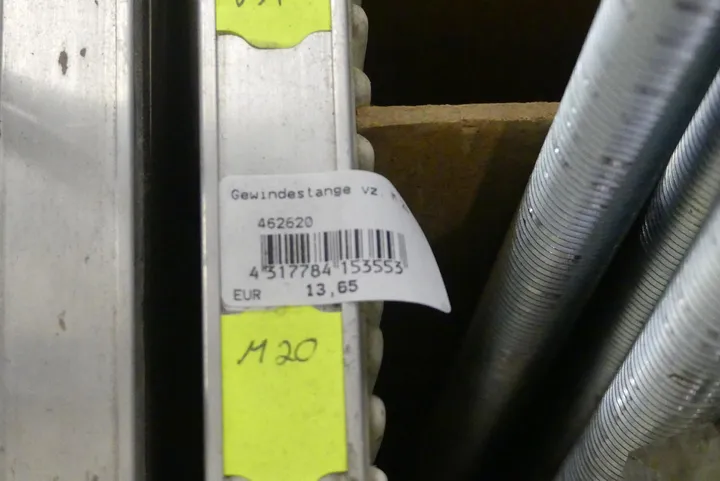 Gewindestange vz.
462620
4 317784 153553
EUR 13,65
M20